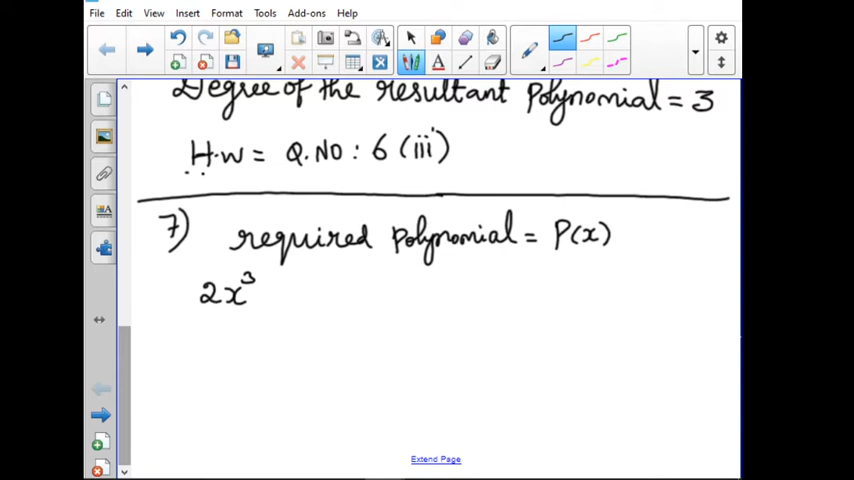 File Edit View Insert Format Tools Add-ons Help
Degree of the resultant Polynomial = 3
H.W = Q.NO: 6 (iii)
7) required polynomial = P(x)
2x³
Extend Page